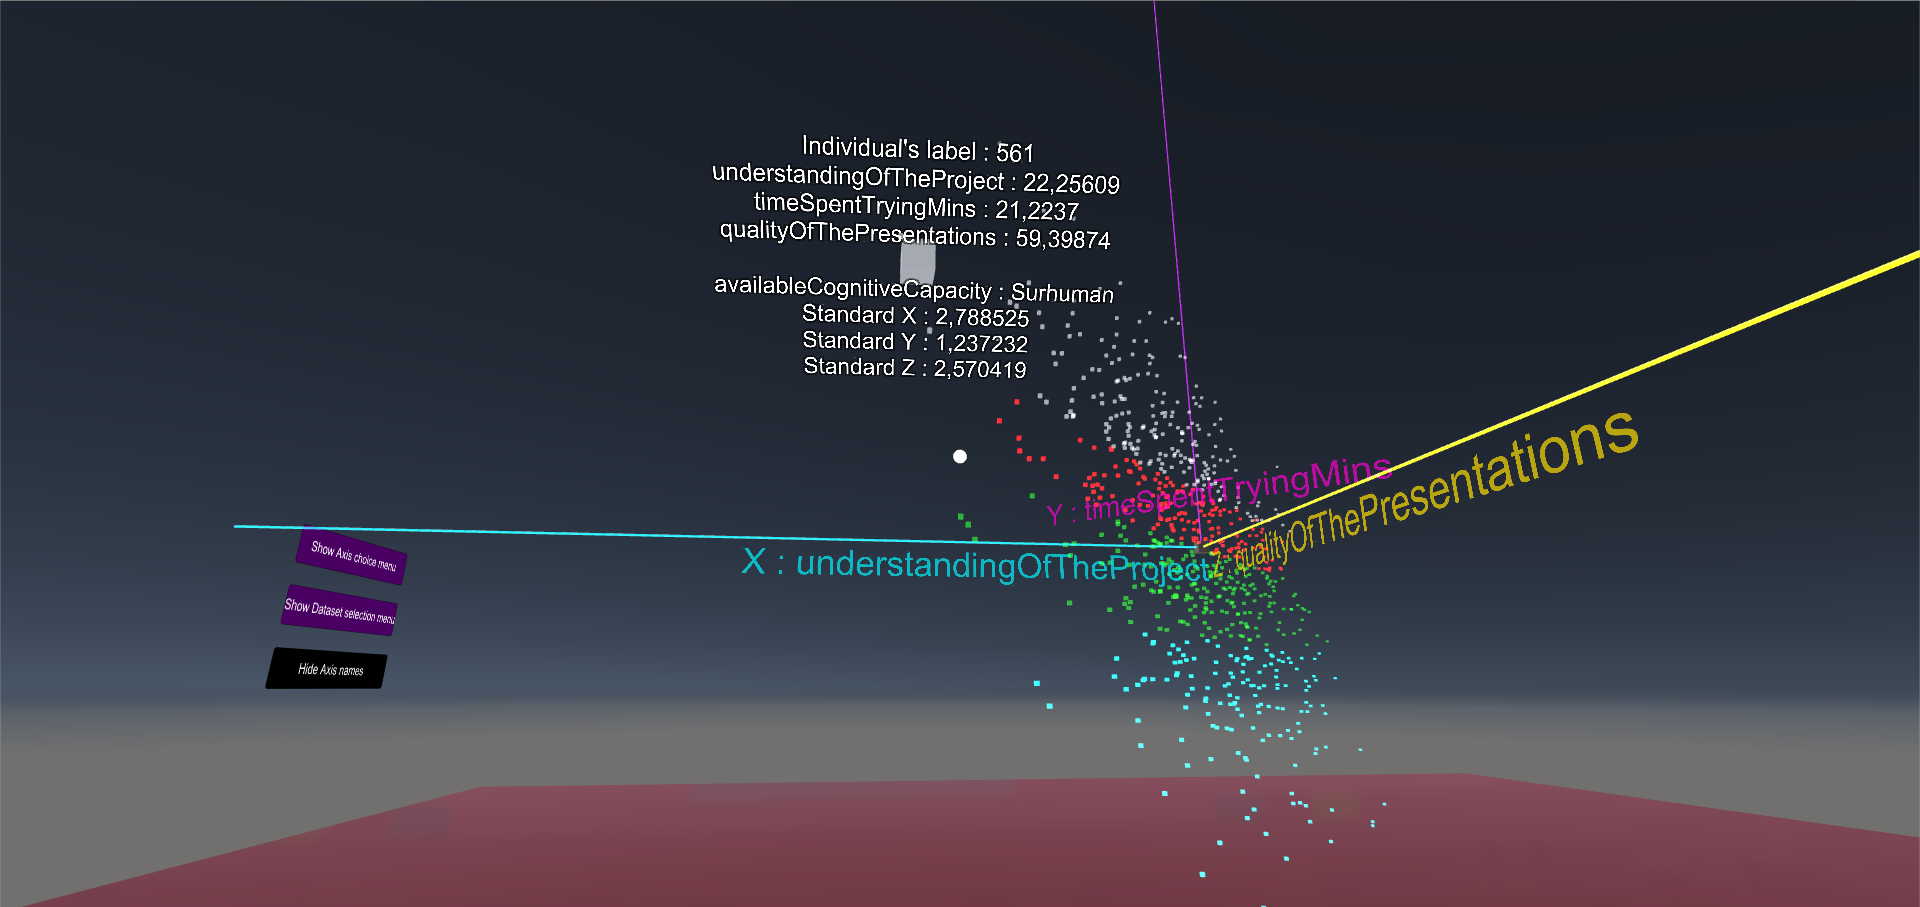 Individual's label : 561
understandingOfTheProject : 22,25609
timeSpentTryingMins : 21,2237
qualityOfThePresentations : 59,39874
availableCognitiveCapacity : Surhuman
Standard X : 2,788525
Standard Y : 1,237232
Standard Z : 2,570419
Y : timeSpentTryingMins
Z : qualityOfThePresentations
X : understandingOfTheProject
Show Axis choice menu
Show Dataset selection menu
Hide Axis names